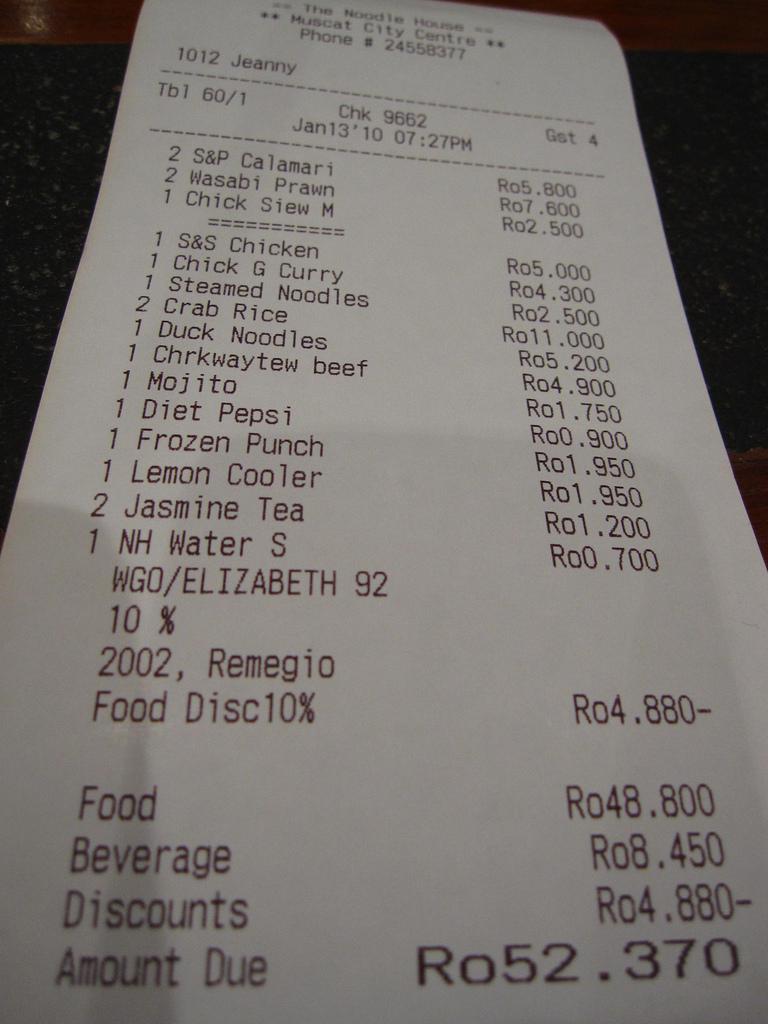 == The Noodle House ==
** Muscat City Centre **
Phone # 24558377
1012 Jeanny
Tbl 60/1 Chk 9662 Gst 4
Jan13'10 07:27PM
2 S&P Calamari Ro5.800
2 Wasabi Prawn Ro7.600
1 Chick Siew M Ro2.500
===========
1 S&S Chicken Ro5.000
1 Chick G Curry Ro4.300
1 Steamed Noodles Ro2.500
2 Crab Rice Ro11.000
1 Duck Noodles Ro5.200
1 Chrkwaytew beef Ro4.900
1 Mojito Ro1.750
1 Diet Pepsi Ro0.900
1 Frozen Punch Ro1.950
1 Lemon Cooler Ro1.950
2 Jasmine Tea Ro1.200
1 NH Water S Ro0.700
WGO/ELIZABETH 92
10 %
2002, Remegio
Food Disc10% Ro4.880-
Food Ro48.800
Beverage Ro8.450
Discounts Ro4.880-
Amount Due Ro52.370